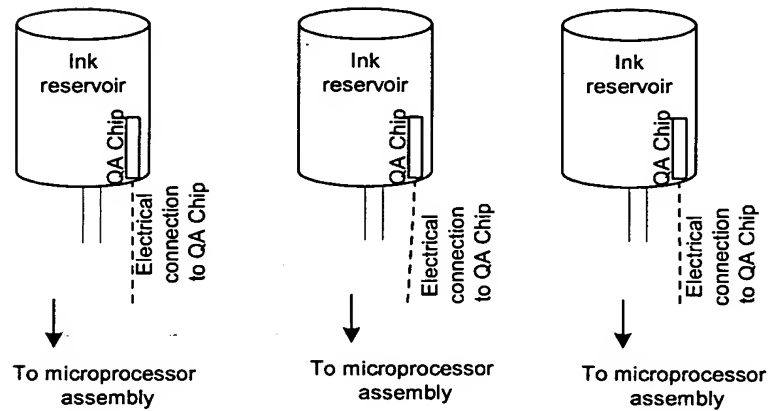 Ink
reservoir
QA Chip
Electrical
connection
to QA Chip
To microprocessor
assembly
Ink
reservoir
QA Chip
Electrical
connection
to QA Chip
To microprocessor
assembly
Ink
reservoir
QA Chip
Electrical
connection
to QA Chip
To microprocessor
assembly